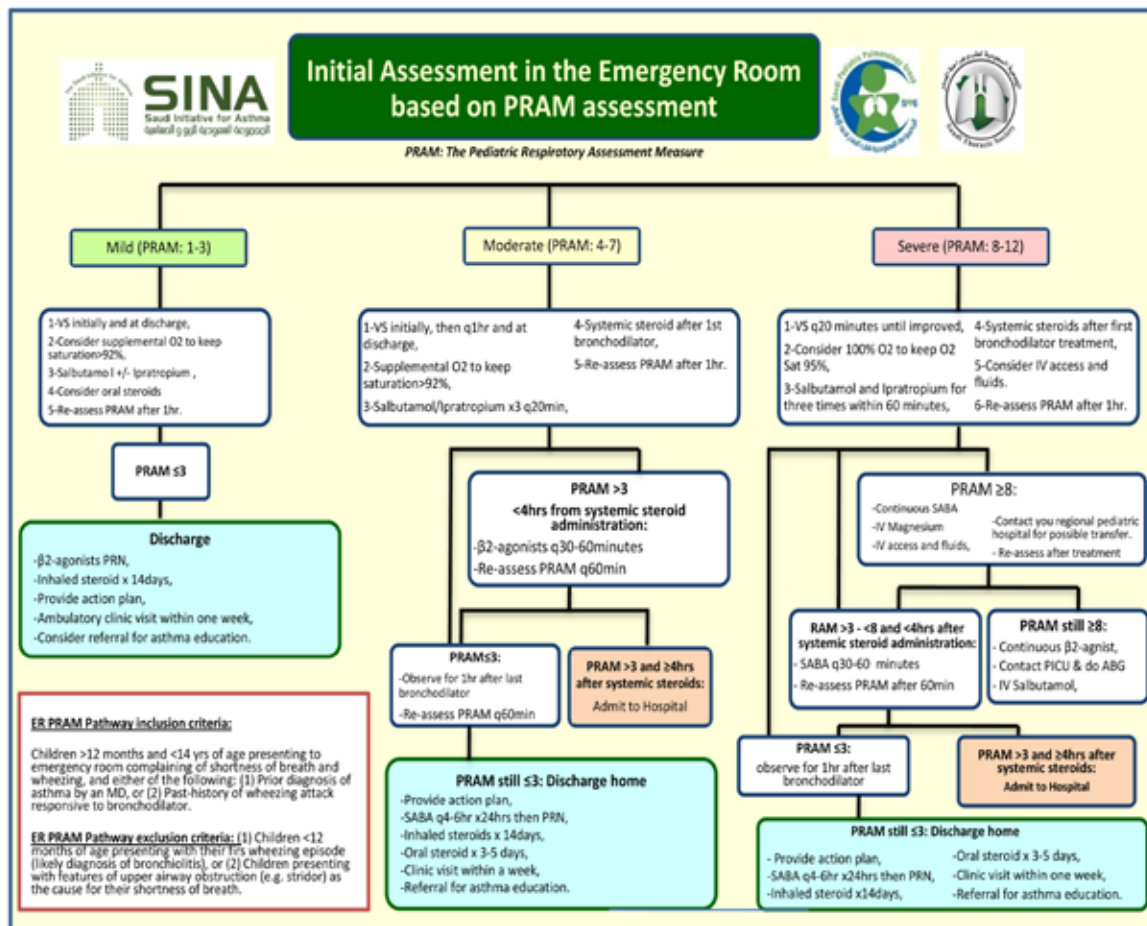 SINA
Saudi Initiative for Asthma
المجموعة السعودية للربو و الحساسية
Initial Assessment in the Emergency Room
based on PRAM assessment
PRAM: The Pediatric Respiratory Assessment Measure
Saudi Thoracic Society
Mild (PRAM: 1-3)
Moderate (PRAM: 4-7)
Severe (PRAM: 8-12)
1-VS initially and at discharge,
2-Consider supplemental O2 to keep
saturation>92%,
3-Salbutamo l +/- Ipratropium ,
4-Consider oral steroids
5-Re-assess PRAM after 1hr.
1-VS initially, then q1hr and at
discharge,
2-Supplemental O2 to keep
saturation>92%,
3-Salbutamol/Ipratropium x3 q20min,
4-Systemic steroid after 1st
bronchodilator,
5-Re-assess PRAM after 1hr.
1-VS q20 minutes until improved,
2-Consider 100% O2 to keep O2
Sat 95%,
3-Salbutamol and Ipratropium for
three times within 60 minutes,
4-Systemic steroids after first
bronchodilator treatment,
5-Consider IV access and
fluids.
6-Re-assess PRAM after 1hr.
PRAM ≤3
Discharge
-β2-agonists PRN,
-Inhaled steroid x 14days,
-Provide action plan,
-Ambulatory clinic visit within one week,
-Consider referral for asthma education.
PRAM >3
<4hrs from systemic steroid
administration:
-β2-agonists q30-60minutes
-Re-assess PRAM q60min
PRAM≤3:
-Observe for 1hr after last
bronchodilator
-Re-assess PRAM q60min
PRAM >3 and ≥4hrs
after systemic steroids:
Admit to Hospital
PRAM still ≤3: Discharge home
-Provide action plan,
-SABA q4-6hr x24hrs then PRN,
-Inhaled steroids x 14days,
-Oral steroid x 3-5 days,
-Clinic visit within a week,
-Referral for asthma education.
PRAM ≥8:
-Continuous SABA
-IV Magnesium
-IV access and fluids,
-Contact you regional pediatric
hospital for possible transfer.
- Re-assess after treatment
RAM >3 - <8 and <4hrs after
systemic steroid administration:
- SABA q30-60 minutes
- Re-assess PRAM after 60min
PRAM still ≥8:
- Continuous β2-agnist,
- Contact PICU & do ABG
- IV Salbutamol,
PRAM ≤3:
observe for 1hr after last
bronchodilator
PRAM >3 and ≥4hrs after
systemic steroids:
Admit to Hospital
PRAM still ≤3: Discharge home
- Provide action plan,
-SABA q4-6hr x24hrs then PRN,
-Inhaled steroid x14days,
-Oral steroid x 3-5 days,
-Clinic visit within one week,
-Referral for asthma education.
ER PRAM Pathway inclusion criteria:
Children >12 months and <14 yrs of age presenting to
emergency room complaining of shortness of breath and
wheezing, and either of the following: (1) Prior diagnosis of
asthma by an MD, or (2) Past-history of wheezing attack
responsive to bronchodilator.
ER PRAM Pathway exclusion criteria: (1) Children <12
months of age presenting with their firs wheezing episode
(likely diagnosis of bronchiolitis), or (2) Children presenting
with features of upper airway obstruction (e.g. stridor) as
the cause for their shortness of breath.